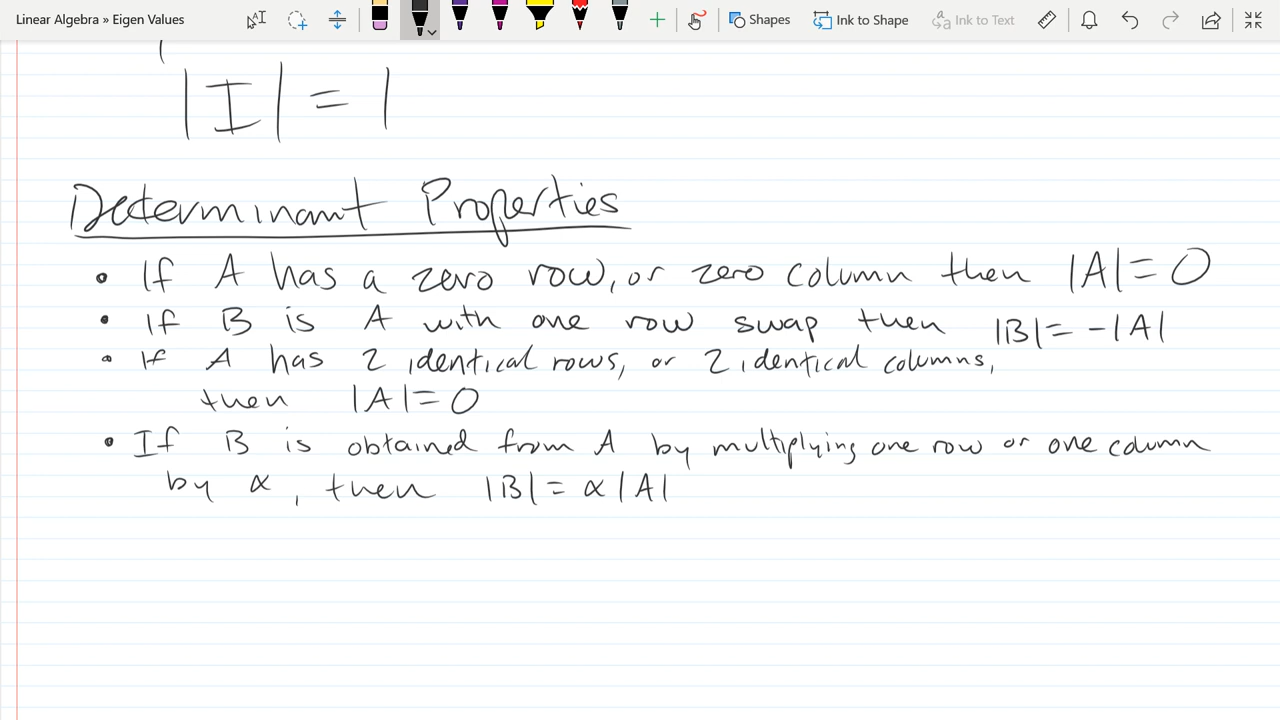 Linear Algebra » Eigen Values
Shapes
Ink to Shape
Ink to Text
|I| = 1
Determinant Properties
• If A has a zero row, or zero column then |A| = 0
• If B is A with one row swap then |B| = -|A|
• If A has 2 identical rows, or 2 identical columns,
then |A| = 0
• If B is obtained from A by multiplying one row or one column
by α, then |B| = α|A|